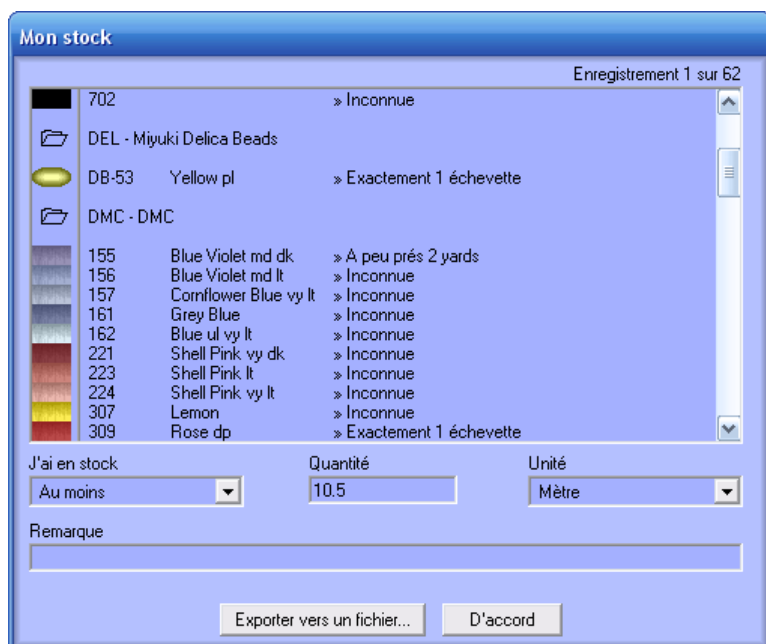 Mon stock
Enregistrement 1 sur 62
702 » Inconnue
DEL - Miyuki Delica Beads
DB-53 Yellow pl » Exactement 1 échevette
DMC - DMC
155 Blue Violet md dk » A peu prés 2 yards
156 Blue Violet md lt » Inconnue
157 Cornflower Blue vy lt » Inconnue
161 Grey Blue » Inconnue
162 Blue ul vy lt » Inconnue
221 Shell Pink vy dk » Inconnue
223 Shell Pink lt » Inconnue
224 Shell Pink vy lt » Inconnue
307 Lemon » Inconnue
309 Rose dp » Exactement 1 échevette
J'ai en stock Quantité Unité
Au moins 10.5 Mètre
Remarque
Exporter vers un fichier... D'accord